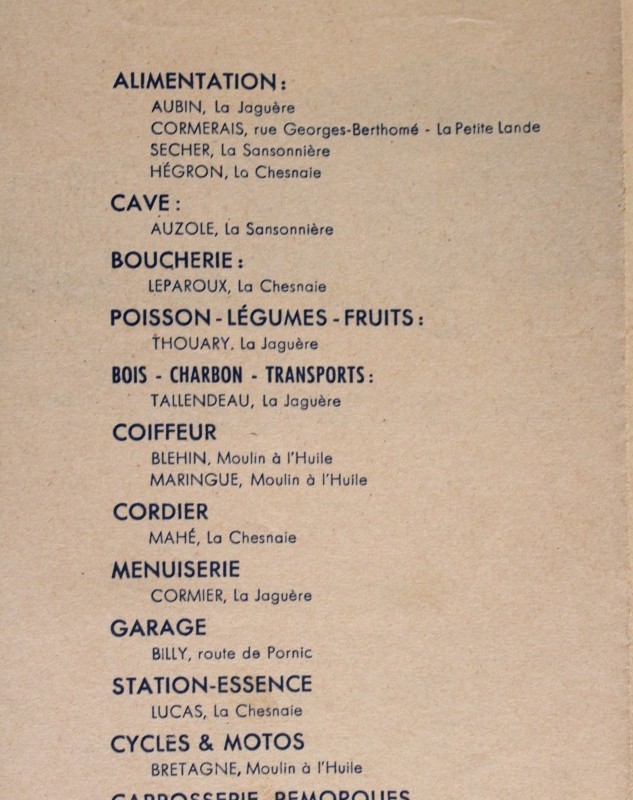 ALIMENTATION :
AUBIN, La Jaguère
CORMERAIS, rue Georges-Berthomé - La Petite Lande
SECHER, La Sansonnière
HÉGRON, La Chesnaie
CAVE :
AUZOLE, La Sansonnière
BOUCHERIE :
LEPAROUX, La Chesnaie
POISSON - LÉGUMES - FRUITS :
THOUARY. La Jaguère
BOIS - CHARBON - TRANSPORTS :
TALLENDEAU, La Jaguère
COIFFEUR
BLEHIN, Moulin à l'Huile
MARINGUE, Moulin à l'Huile
CORDIER
MAHÉ, La Chesnaie
MENUISERIE
CORMIER, La Jaguère
GARAGE
BILLY, route de Pornic
STATION-ESSENCE
LUCAS, La Chesnaie
CYCLES & MOTOS
BRETAGNE, Moulin à l'Huile
CARROSSERIE REMORQUES